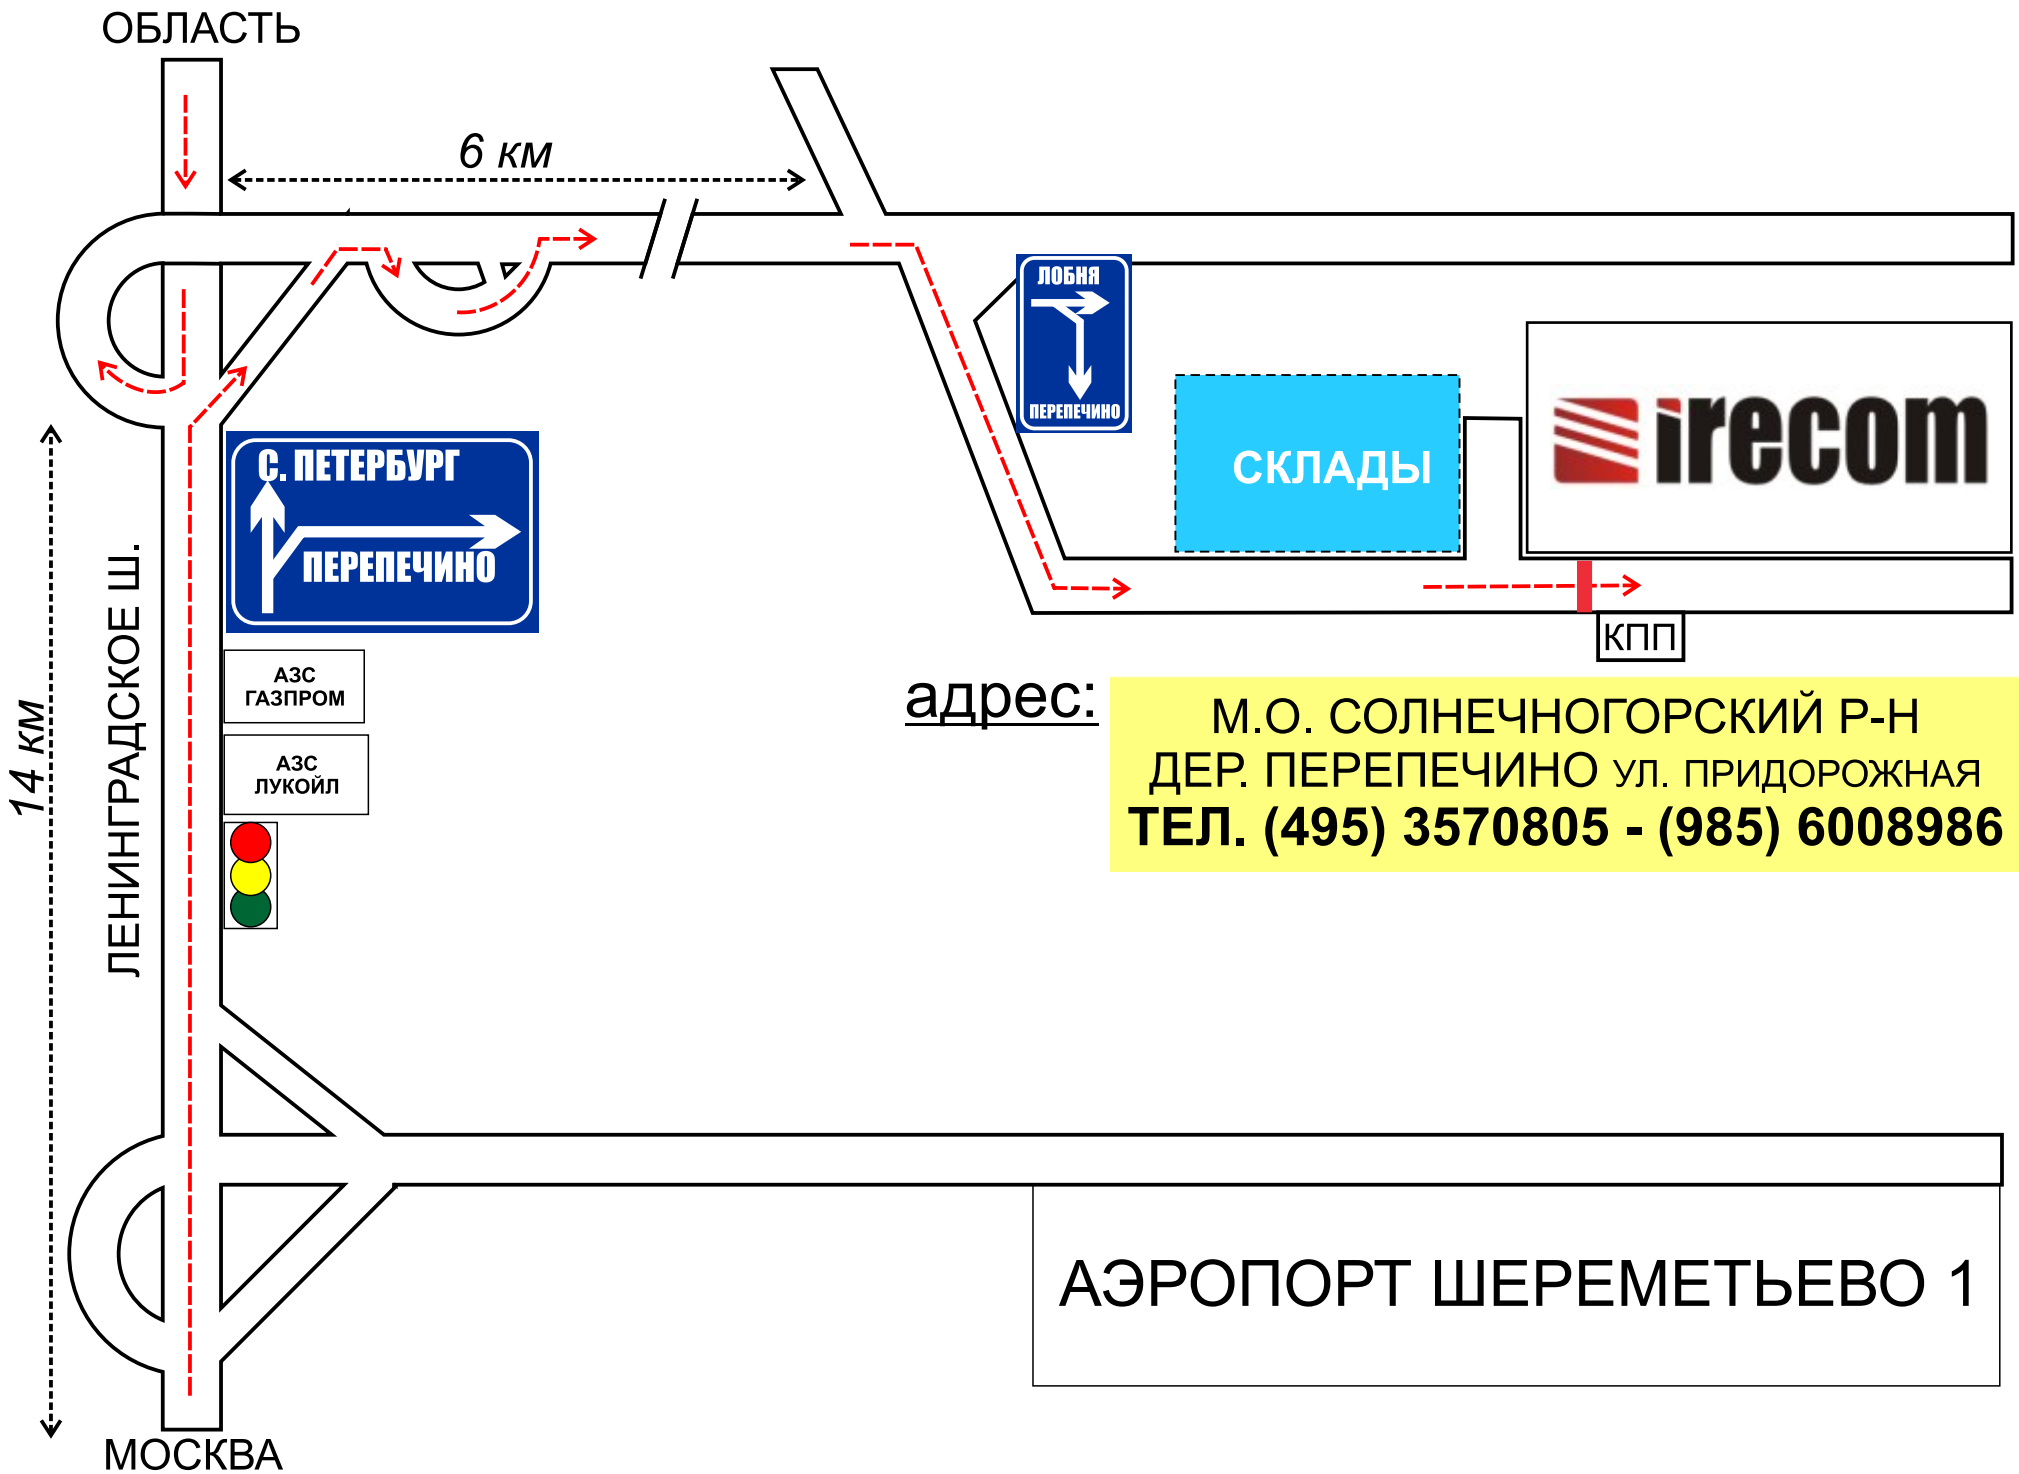 ОБЛАСТЬ
6 км
ЛОБНЯ
ПЕРЕПЕЧИНО
С. ПЕТЕРБУРГ
ПЕРЕПЕЧИНО
СКЛАДЫ
irecom
КПП
ЛЕНИНГРАДСКОЕ Ш.
14 км
АЗС
ГАЗПРОМ
АЗС
ЛУКОЙЛ
адрес:
М.О. СОЛНЕЧНОГОРСКИЙ Р-Н
ДЕР. ПЕРЕПЕЧИНО УЛ. ПРИДОРОЖНАЯ
ТЕЛ. (495) 3570805 - (985) 6008986
АЭРОПОРТ ШЕРЕМЕТЬЕВО 1
МОСКВА